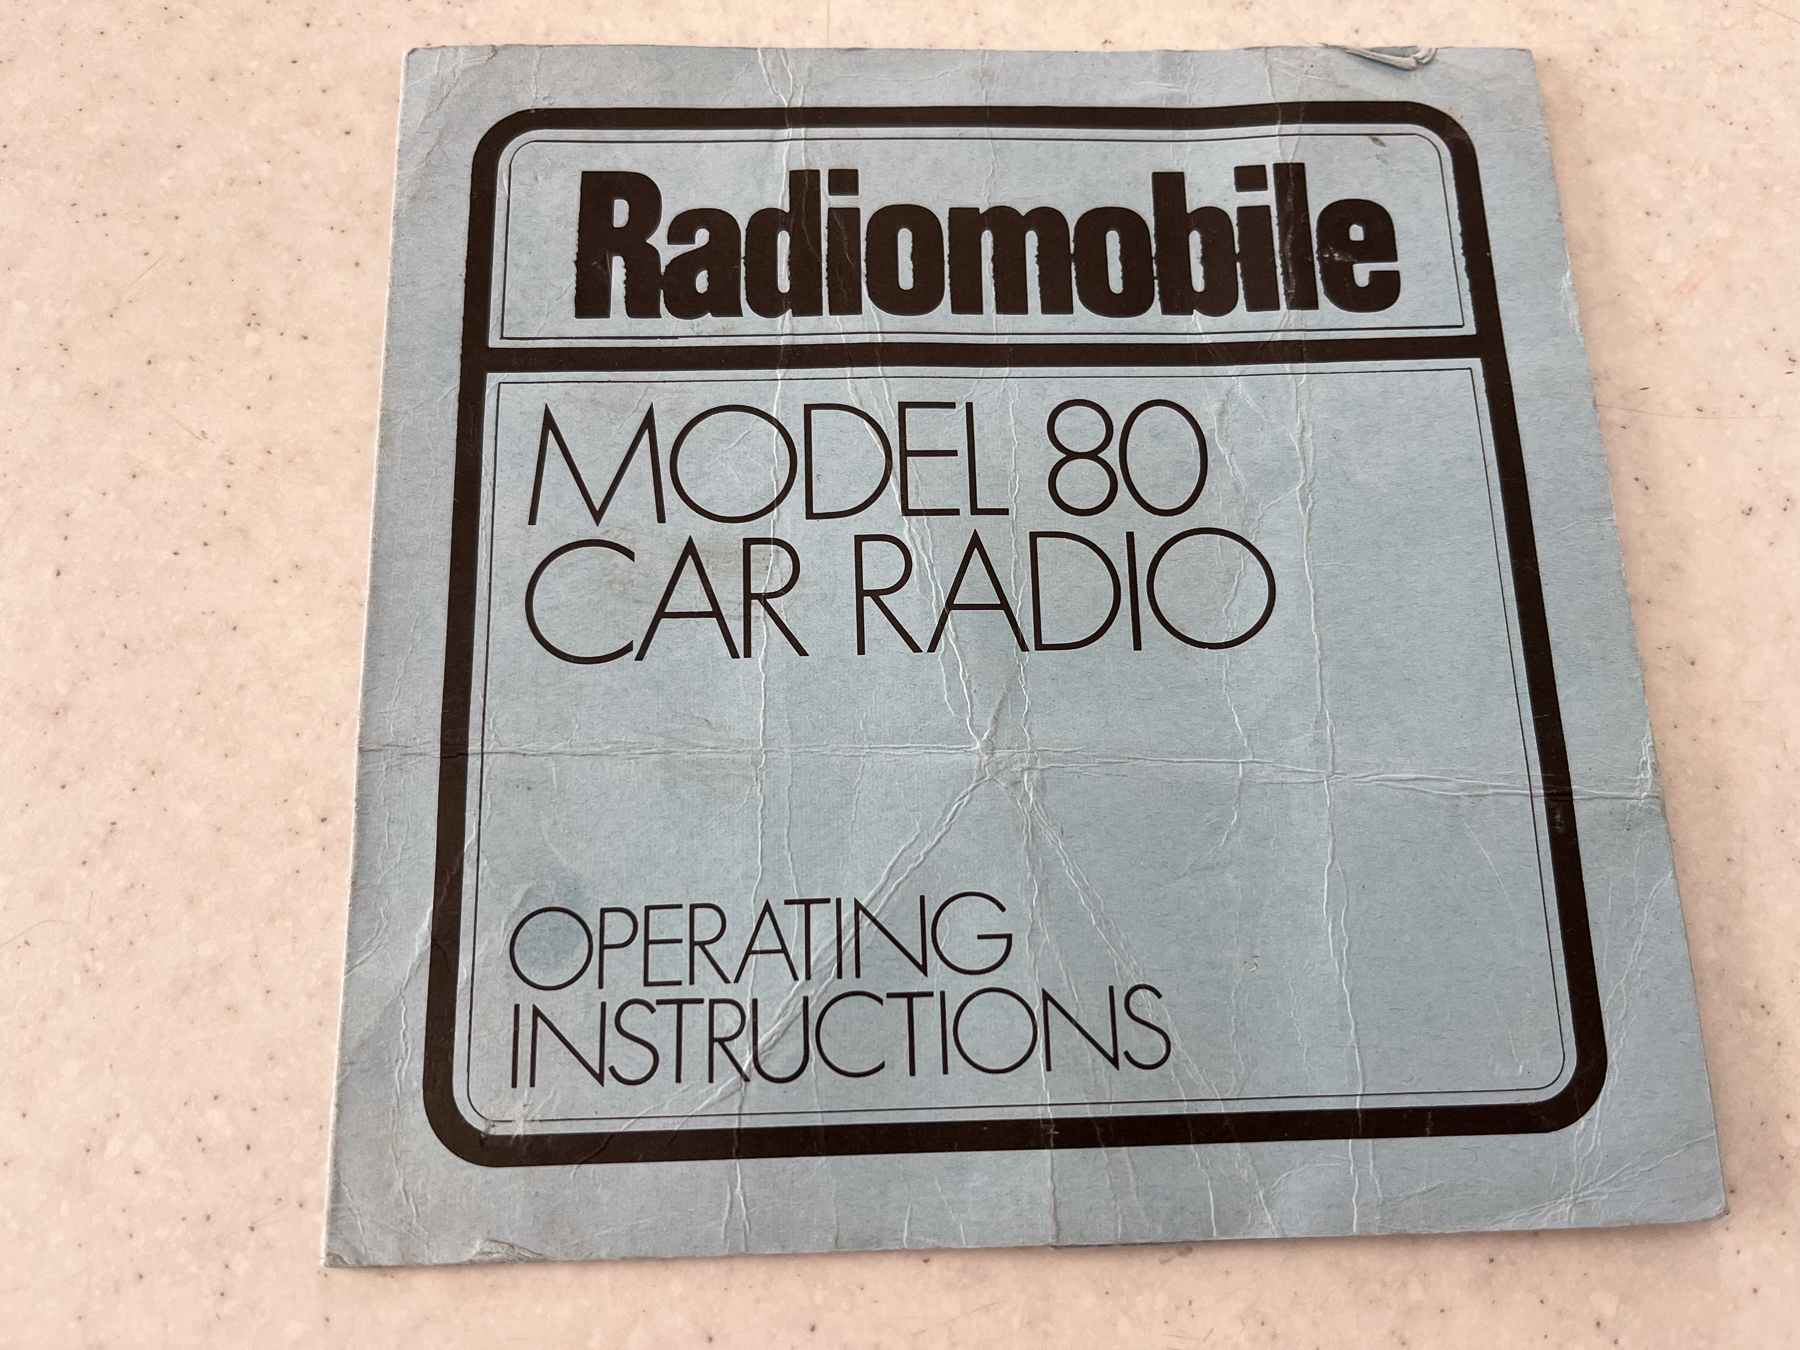 Radiomobile
MODEL 80
CAR RADIO
OPERATING
INSTRUCTIONS